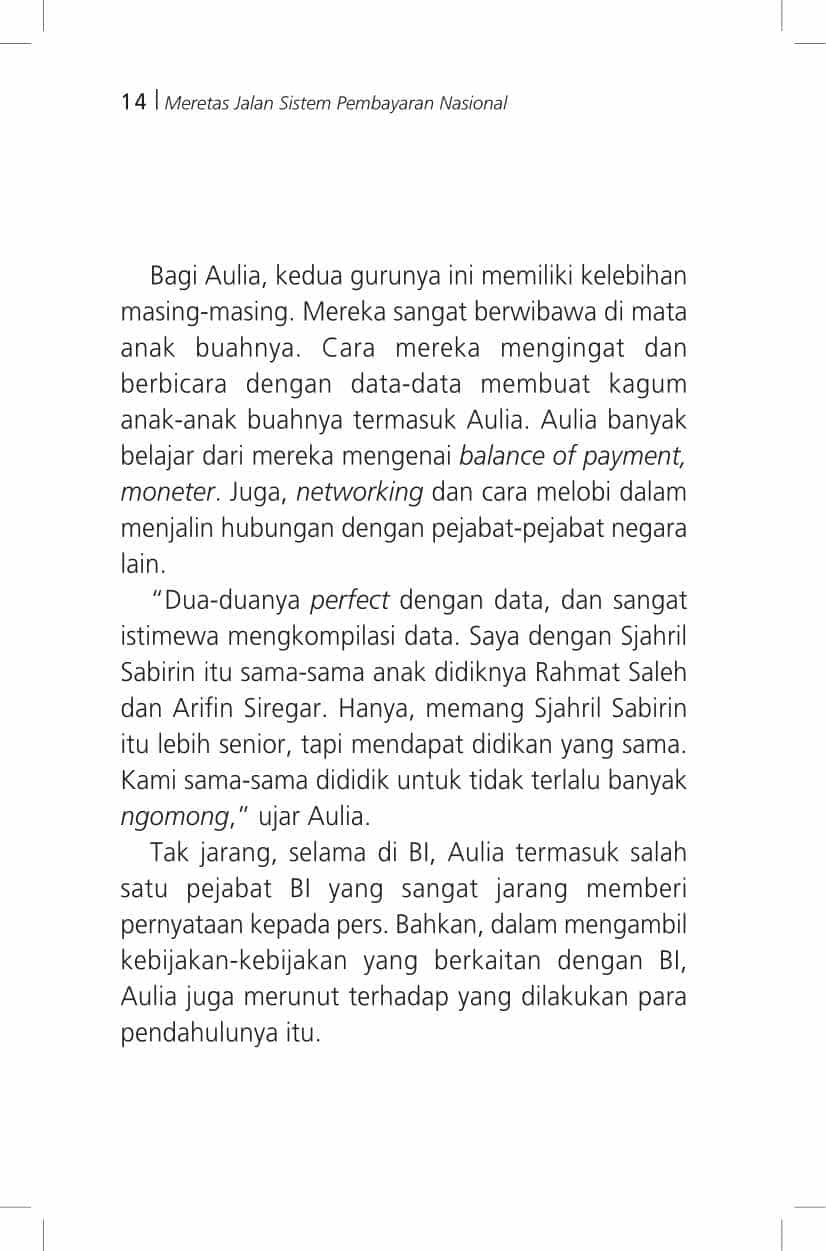 14 | Meretas Jalan Sistem Pembayaran Nasional
Bagi Aulia, kedua gurunya ini memiliki kelebihan
masing-masing. Mereka sangat berwibawa di mata
anak buahnya. Cara mereka mengingat dan
berbicara dengan data-data membuat kagum
anak-anak buahnya termasuk Aulia. Aulia banyak
belajar dari mereka mengenai balance of payment,
moneter. Juga, networking dan cara melobi dalam
menjalin hubungan dengan pejabat-pejabat negara
lain.
“Dua-duanya perfect dengan data, dan sangat
istimewa mengkompilasi data. Saya dengan Sjahril
Sabirin itu sama-sama anak didiknya Rahmat Saleh
dan Arifin Siregar. Hanya, memang Sjahril Sabirin
itu lebih senior, tapi mendapat didikan yang sama.
Kami sama-sama dididik untuk tidak terlalu banyak
ngomong,” ujar Aulia.
Tak jarang, selama di BI, Aulia termasuk salah
satu pejabat BI yang sangat jarang memberi
pernyataan kepada pers. Bahkan, dalam mengambil
kebijakan-kebijakan yang berkaitan dengan BI,
Aulia juga merunut terhadap yang dilakukan para
pendahulunya itu.